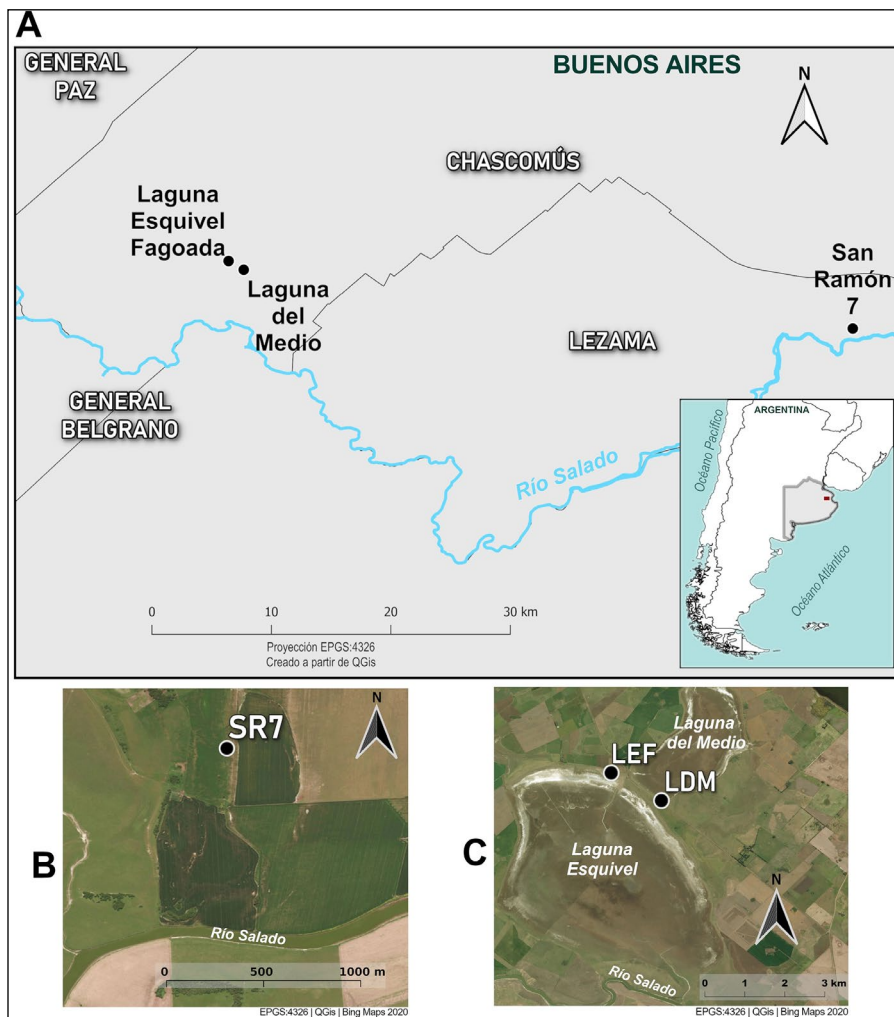 A
GENERAL
PAZ
BUENOS AIRES
N
CHASCOMÚS
Laguna
Esquivel
Fagoada
Laguna
del
Medio
San
Ramón
7
LEZAMA
GENERAL
BELGRANO
Río Salado
ARGENTINA
Océano Pacífico
Océano Atlántico
0 10 20 30 km
Proyección EPGS:4326
Creado a partir de QGis
B
SR7
N
Río Salado
0 500 1000 m
EPGS:4326 | QGis | Bing Maps 2020
C
Laguna
del Medio
LEF
LDM
Laguna
Esquivel
N
Río Salado
0 1 2 3 km
EPGS:4326 | QGis | Bing Maps 2020